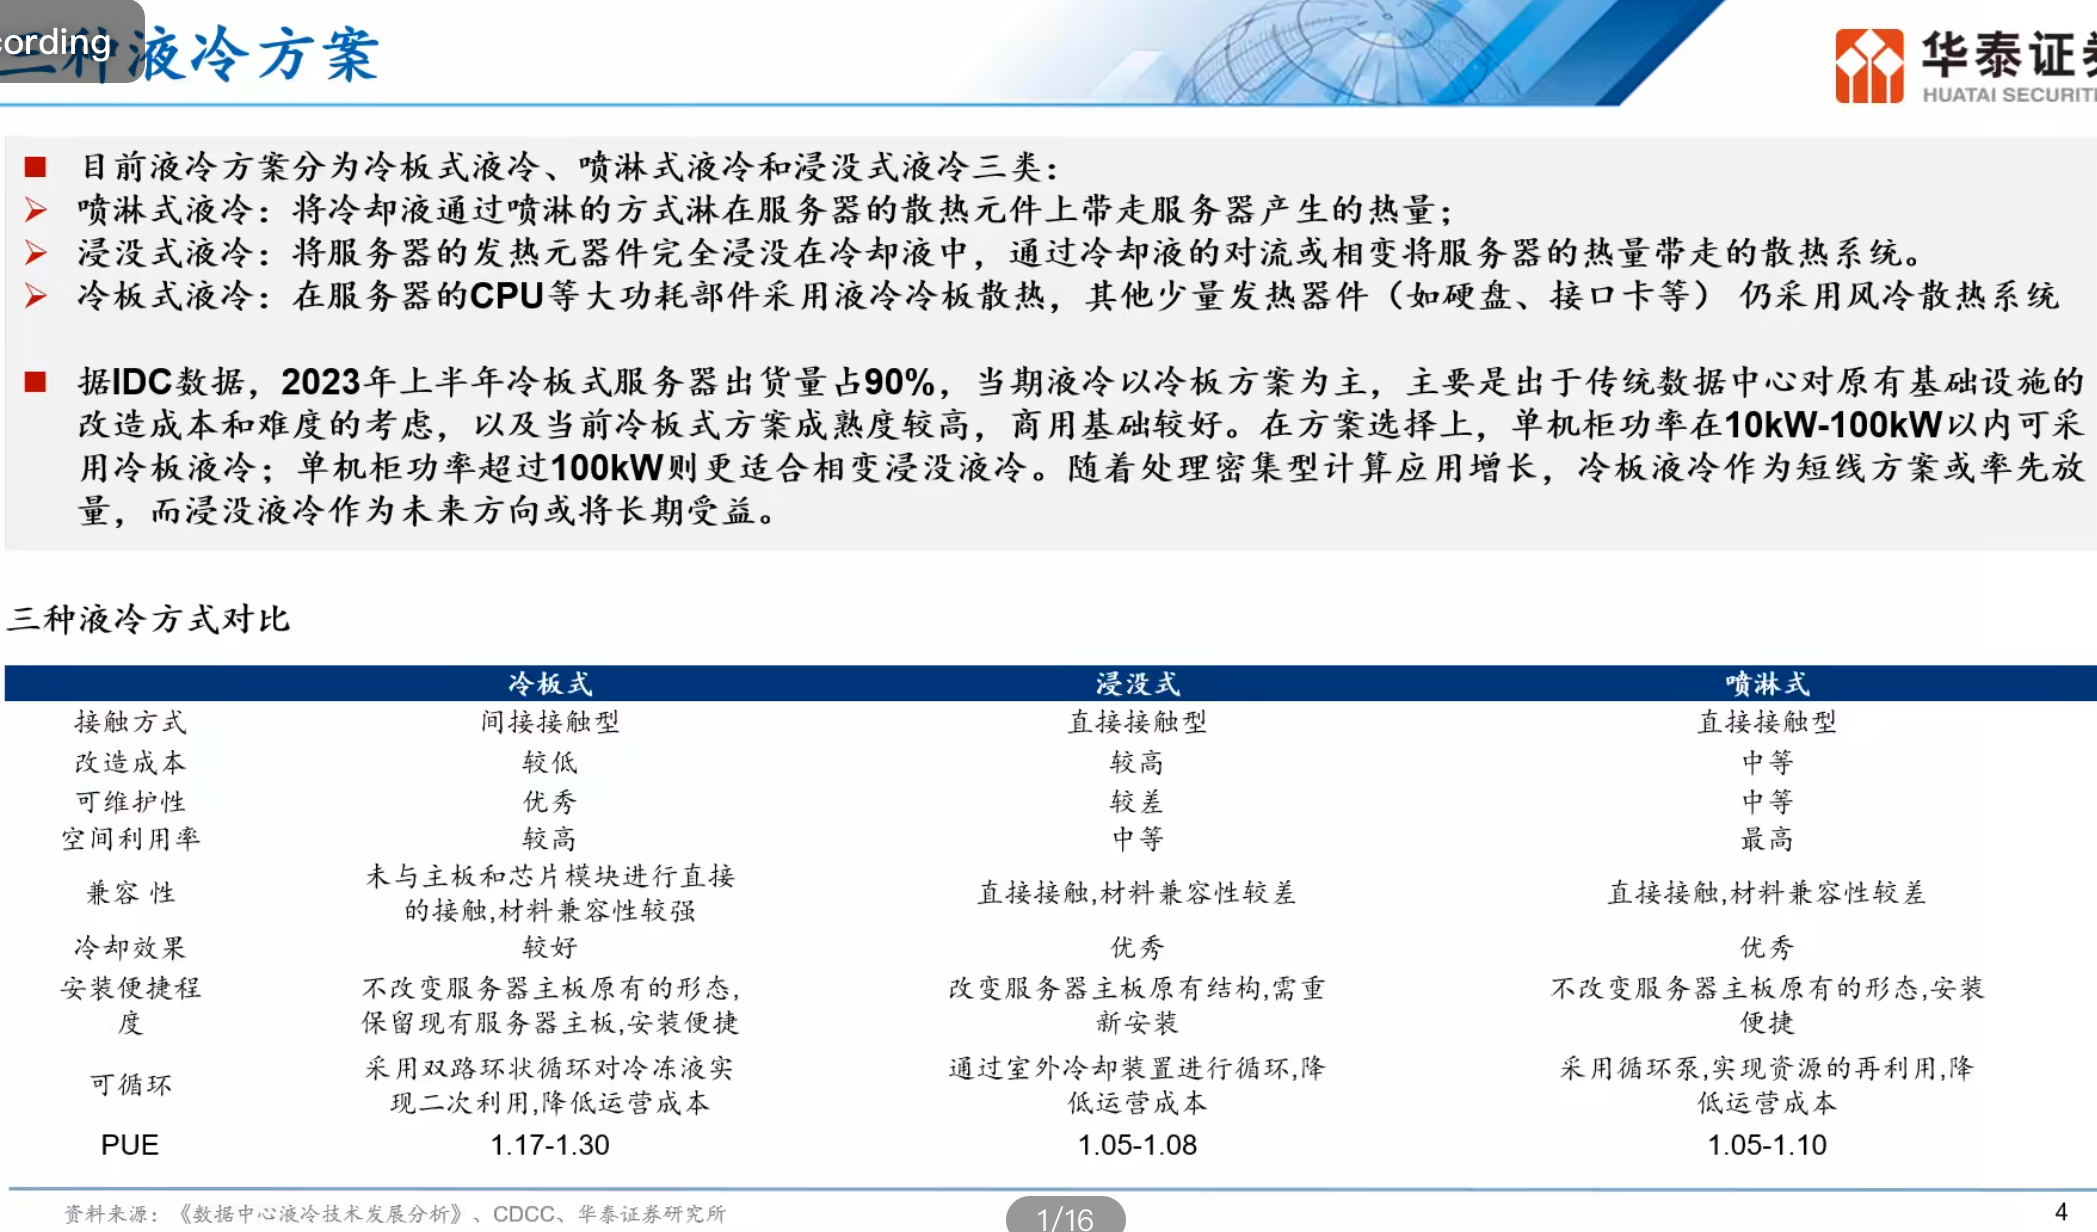 cording
三种液冷方案
华泰证券
HUATAI SECURITI
目前液冷方案分为冷板式液冷、喷淋式液冷和浸没式液冷三类：
喷淋式液冷：将冷却液通过喷淋的方式淋在服务器的散热元件上带走服务器产生的热量；
浸没式液冷：将服务器的发热元器件完全浸没在冷却液中，通过冷却液的对流或相变将服务器的热量带走的散热系统。
冷板式液冷：在服务器的CPU等大功耗部件采用液冷冷板散热，其他少量发热器件（如硬盘、接口卡等） 仍采用风冷散热系统
据IDC数据，2023年上半年冷板式服务器出货量占90%，当期液冷以冷板方案为主，主要是出于传统数据中心对原有基础设施的
改造成本和难度的考虑，以及当前冷板式方案成熟度较高，商用基础较好。在方案选择上，单机柜功率在10kW-100kW以内可采
用冷板液冷；单机柜功率超过100kW则更适合相变浸没液冷。随着处理密集型计算应用增长，冷板液冷作为短线方案或率先放
量，而浸没液冷作为未来方向或将长期受益。
三种液冷方式对比
冷板式 浸没式 喷淋式
接触方式 间接接触型 直接接触型 直接接触型
改造成本 较低 较高 中等
可维护性 优秀 较差 中等
空间利用率 较高 中等 最高
兼容 性 未与主板和芯片模块进行直接 直接接触,材料兼容性较差 直接接触,材料兼容性较差
的接触,材料兼容性较强
冷却效果 较好 优秀 优秀
安装便捷程 不改变服务器主板原有的形态, 改变服务器主板原有结构,需重 不改变服务器主板原有的形态,安装
度 保留现有服务器主板,安装便捷 新安装 便捷
可循环 采用双路环状循环对冷冻液实 通过室外冷却装置进行循环,降 采用循环泵,实现资源的再利用,降
现二次利用,降低运营成本 低运营成本 低运营成本
PUE 1.17-1.30 1.05-1.08 1.05-1.10
资料来源：《数据中心液冷技术发展分析》、CDCC、华泰证券研究所
1/16
4